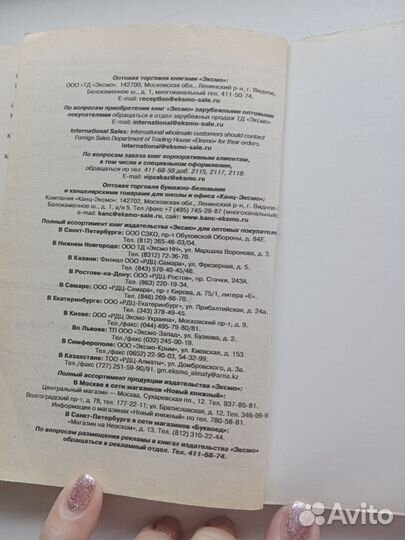 Оптовая торговля книгами «Эксмо»:
ООО «ТД «Эксмо». 142700, Московская обл., Ленинский р-н, г. Видное,
Белокаменное ш., д. 1, многоканальный тел. 411-50-74.
E-mail: reception@eksmo-sale.ru
По вопросам приобретения книг «Эксмо» зарубежными оптовыми
покупателями обращаться в отдел зарубежных продаж ТД «Эксмо»
E-mail: international@eksmo-sale.ru
International Sales: International wholesale customers should contact
Foreign Sales Department of Trading House «Eksmo» for their orders.
international@eksmo-sale.ru
По вопросам заказа книг корпоративным клиентам,
в том числе в специальном оформлении,
обращаться по тел. 411-68-59 доб. 2115, 2117, 2118.
E-mail: vipzakaz@eksmo.ru
Оптовая торговля бумажно-беловыми
и канцелярскими товарами для школы и офиса «Канц-Эксмо»:
Компания «Канц-Эксмо»: 142702, Московская обл., Ленинский р-н, г. Видное-
Белокаменное ш., д. 1, а/я 5. Тел./факс +7 (495) 745-28-87 (многоканальный)
e-mail: kanc@eksmo-sale.ru, сайт: www.kanc-eksmo.ru
Полный ассортимент книг издательства «Эксмо» для оптовых покупателей
В Санкт-Петербурге: ООО СЗКО, пр-т Обуховской Обороны, д. 84Е.
Тел. (812) 365-46-03/04.
В Нижнем Новгороде: ООО ТД «Эксмо НН», ул. Маршала Воронова, д. 3.
Тел. (8312) 72-36-70.
В Казани: Филиал ООО «РДЦ-Самара», ул. Фрезерная, д. 5.
Тел. (843) 570-40-45/46.
В Ростове-на-Дону: ООО «РДЦ-Ростов», пр. Стачки, 243А.
Тел. (863) 220-19-34.
В Самаре: ООО «РДЦ-Самара», пр-т Кирова, д. 75/1, литера «Е».
Тел. (846) 269-66-70.
В Екатеринбурге: ООО «РДЦ-Екатеринбург», ул. Прибалтийская, д. 24а.
Тел. (343) 378-49-45.
В Киеве: ООО «РДЦ Эксмо-Украина», Московский пр-т, д. 9.
Тел./факс: (044) 495-79-80/81.
Во Львове: ТП ООО «Эксмо-Запад», ул. Бузкова, д. 2.
Тел./факс (032) 245-00-19.
В Симферополе: ООО «Эксмо-Крым», ул. Киевская, д. 153.
Тел./факс (0652) 22-90-03, 54-32-99.
В Казахстане: ТОО «РДЦ-Алматы», ул. Домбровского, д. 3а.
Тел./факс (727) 251-59-90/91. gm.eksmo_almaty@arna.kz
Полный ассортимент продукции издательства «Эксмо»:
В Москве в сети магазинов «Новый книжный»:
Центральный магазин — Москва, Сухаревская пл., 12. Тел. 937-85-81.
Волгоградский пр-т, д. 78, тел. 177-22-11; ул. Братиславская, д. 12. Тел. 346-99-9
Информация о магазинах «Новый книжный» по тел. 780-58-81.
В Санкт-Петербурге в сети магазинов «Буквоед»:
«Магазин на Невском», д. 13. Тел. (812) 310-22-44.
По вопросам размещения рекламы в книгах издательства «Эксмо»
обращаться в рекламный отдел. Тел. 411-68-74.
Avito